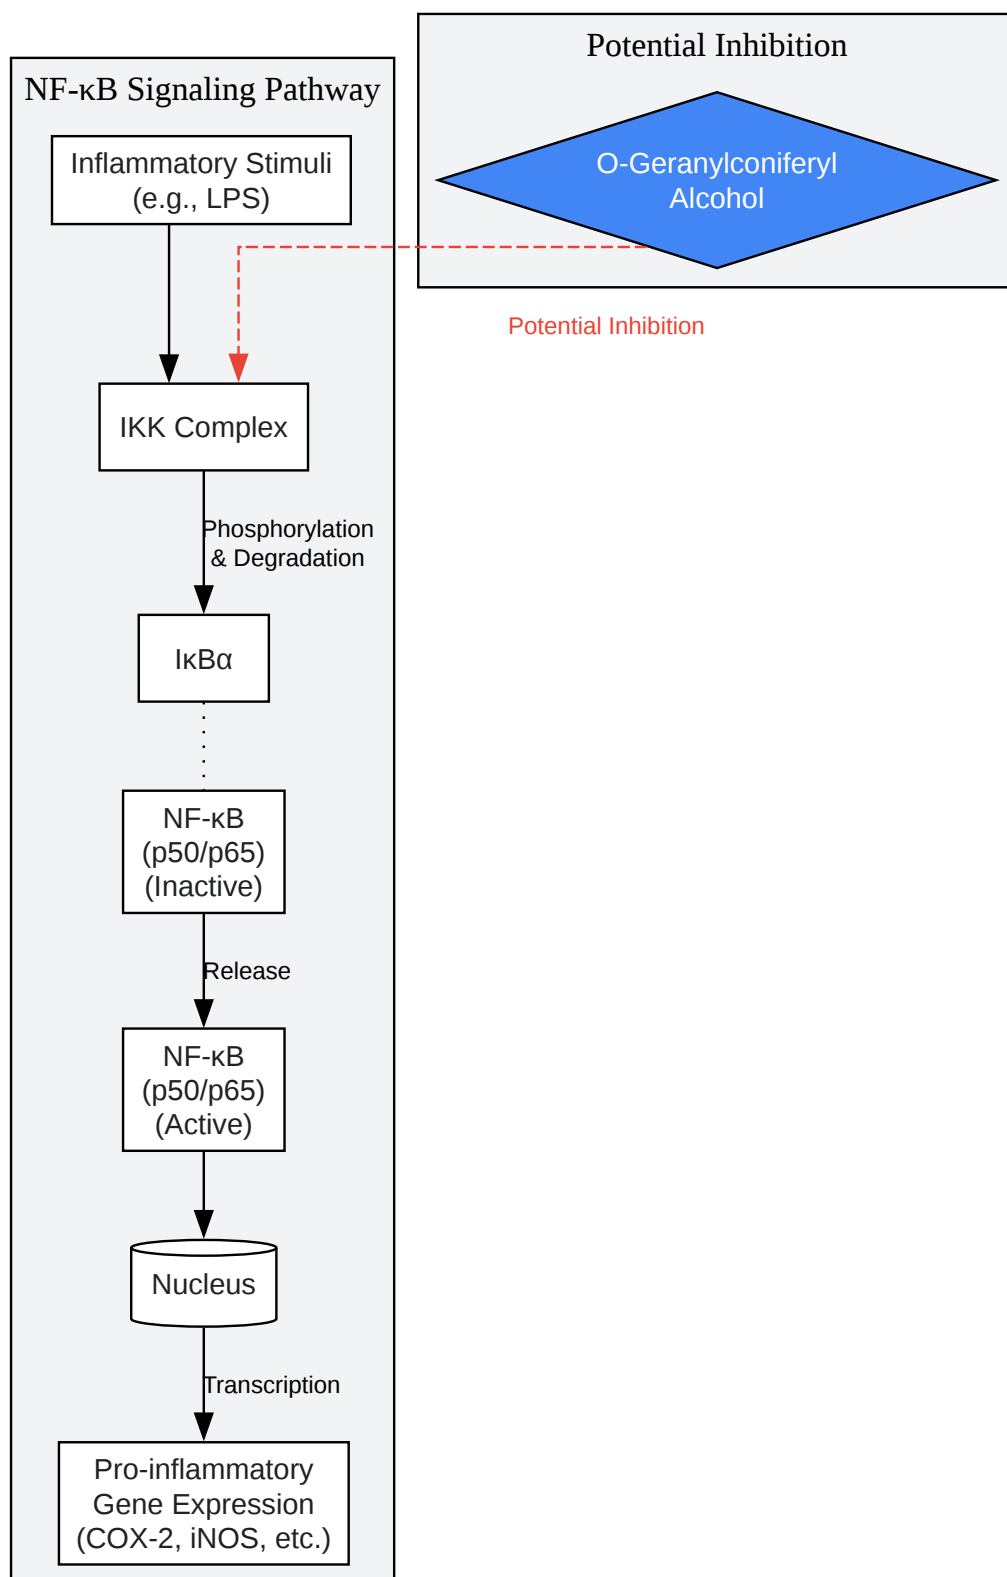 NF-κB Signaling Pathway
Inflammatory Stimuli
(e.g., LPS)
Potential Inhibition
O-Geranylconiferyl
Alcohol
Potential Inhibition
IKK Complex
Phosphorylation
& Degradation
IκBα
NF-κB
(p50/p65)
(Inactive)
Release
NF-κB
(p50/p65)
(Active)
Nucleus
Transcription
Pro-inflammatory
Gene Expression
(COX-2, iNOS, etc.)